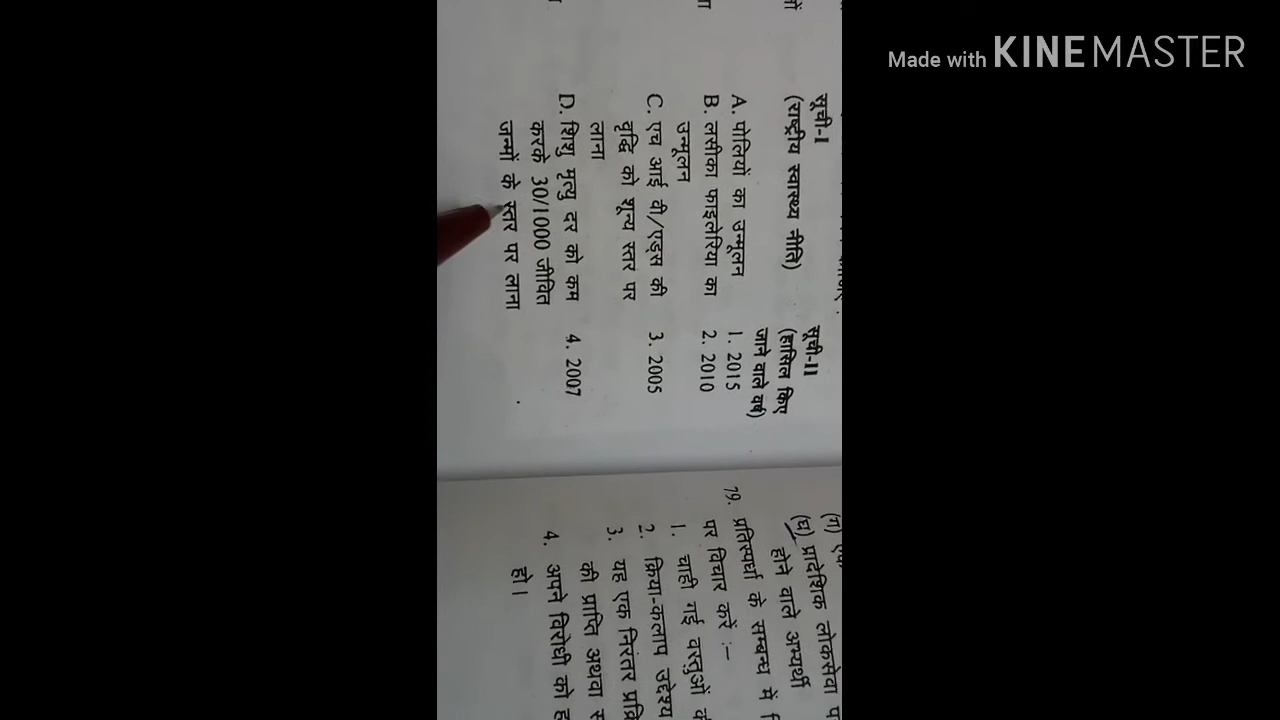 Made with KINEMASTER
सूची-I
(राष्ट्रीय स्वास्थ्य नीति)
A. पोलियों का उन्मूलन
B. लसीका फाइलेरिया का
उन्मूलन
C. एच आई वी/एड्स की
वृद्धि को शून्य स्तर पर
लाना
D. शिशु मृत्यु दर को कम
करके 30/1000 जीवित
जन्मों के स्तर पर लाना
सूची-II
(हासिल किए
जाने वाले वर्ष)
1. 2015
2. 2010
3. 2005
4. 2007
(ग)
(घ) प्रादेशिक लोकसेवा
होने वाले अभ्यर्थी
79. प्रतिस्पर्धा के सम्बन्ध में
पर विचार करें :–
1. चाही गई वस्तुओं
2. क्रिया-कलाप उद्देश्य
3. यह एक निरंतर
की प्राप्ति अथवा
4. अपने विरोधी को
हो।